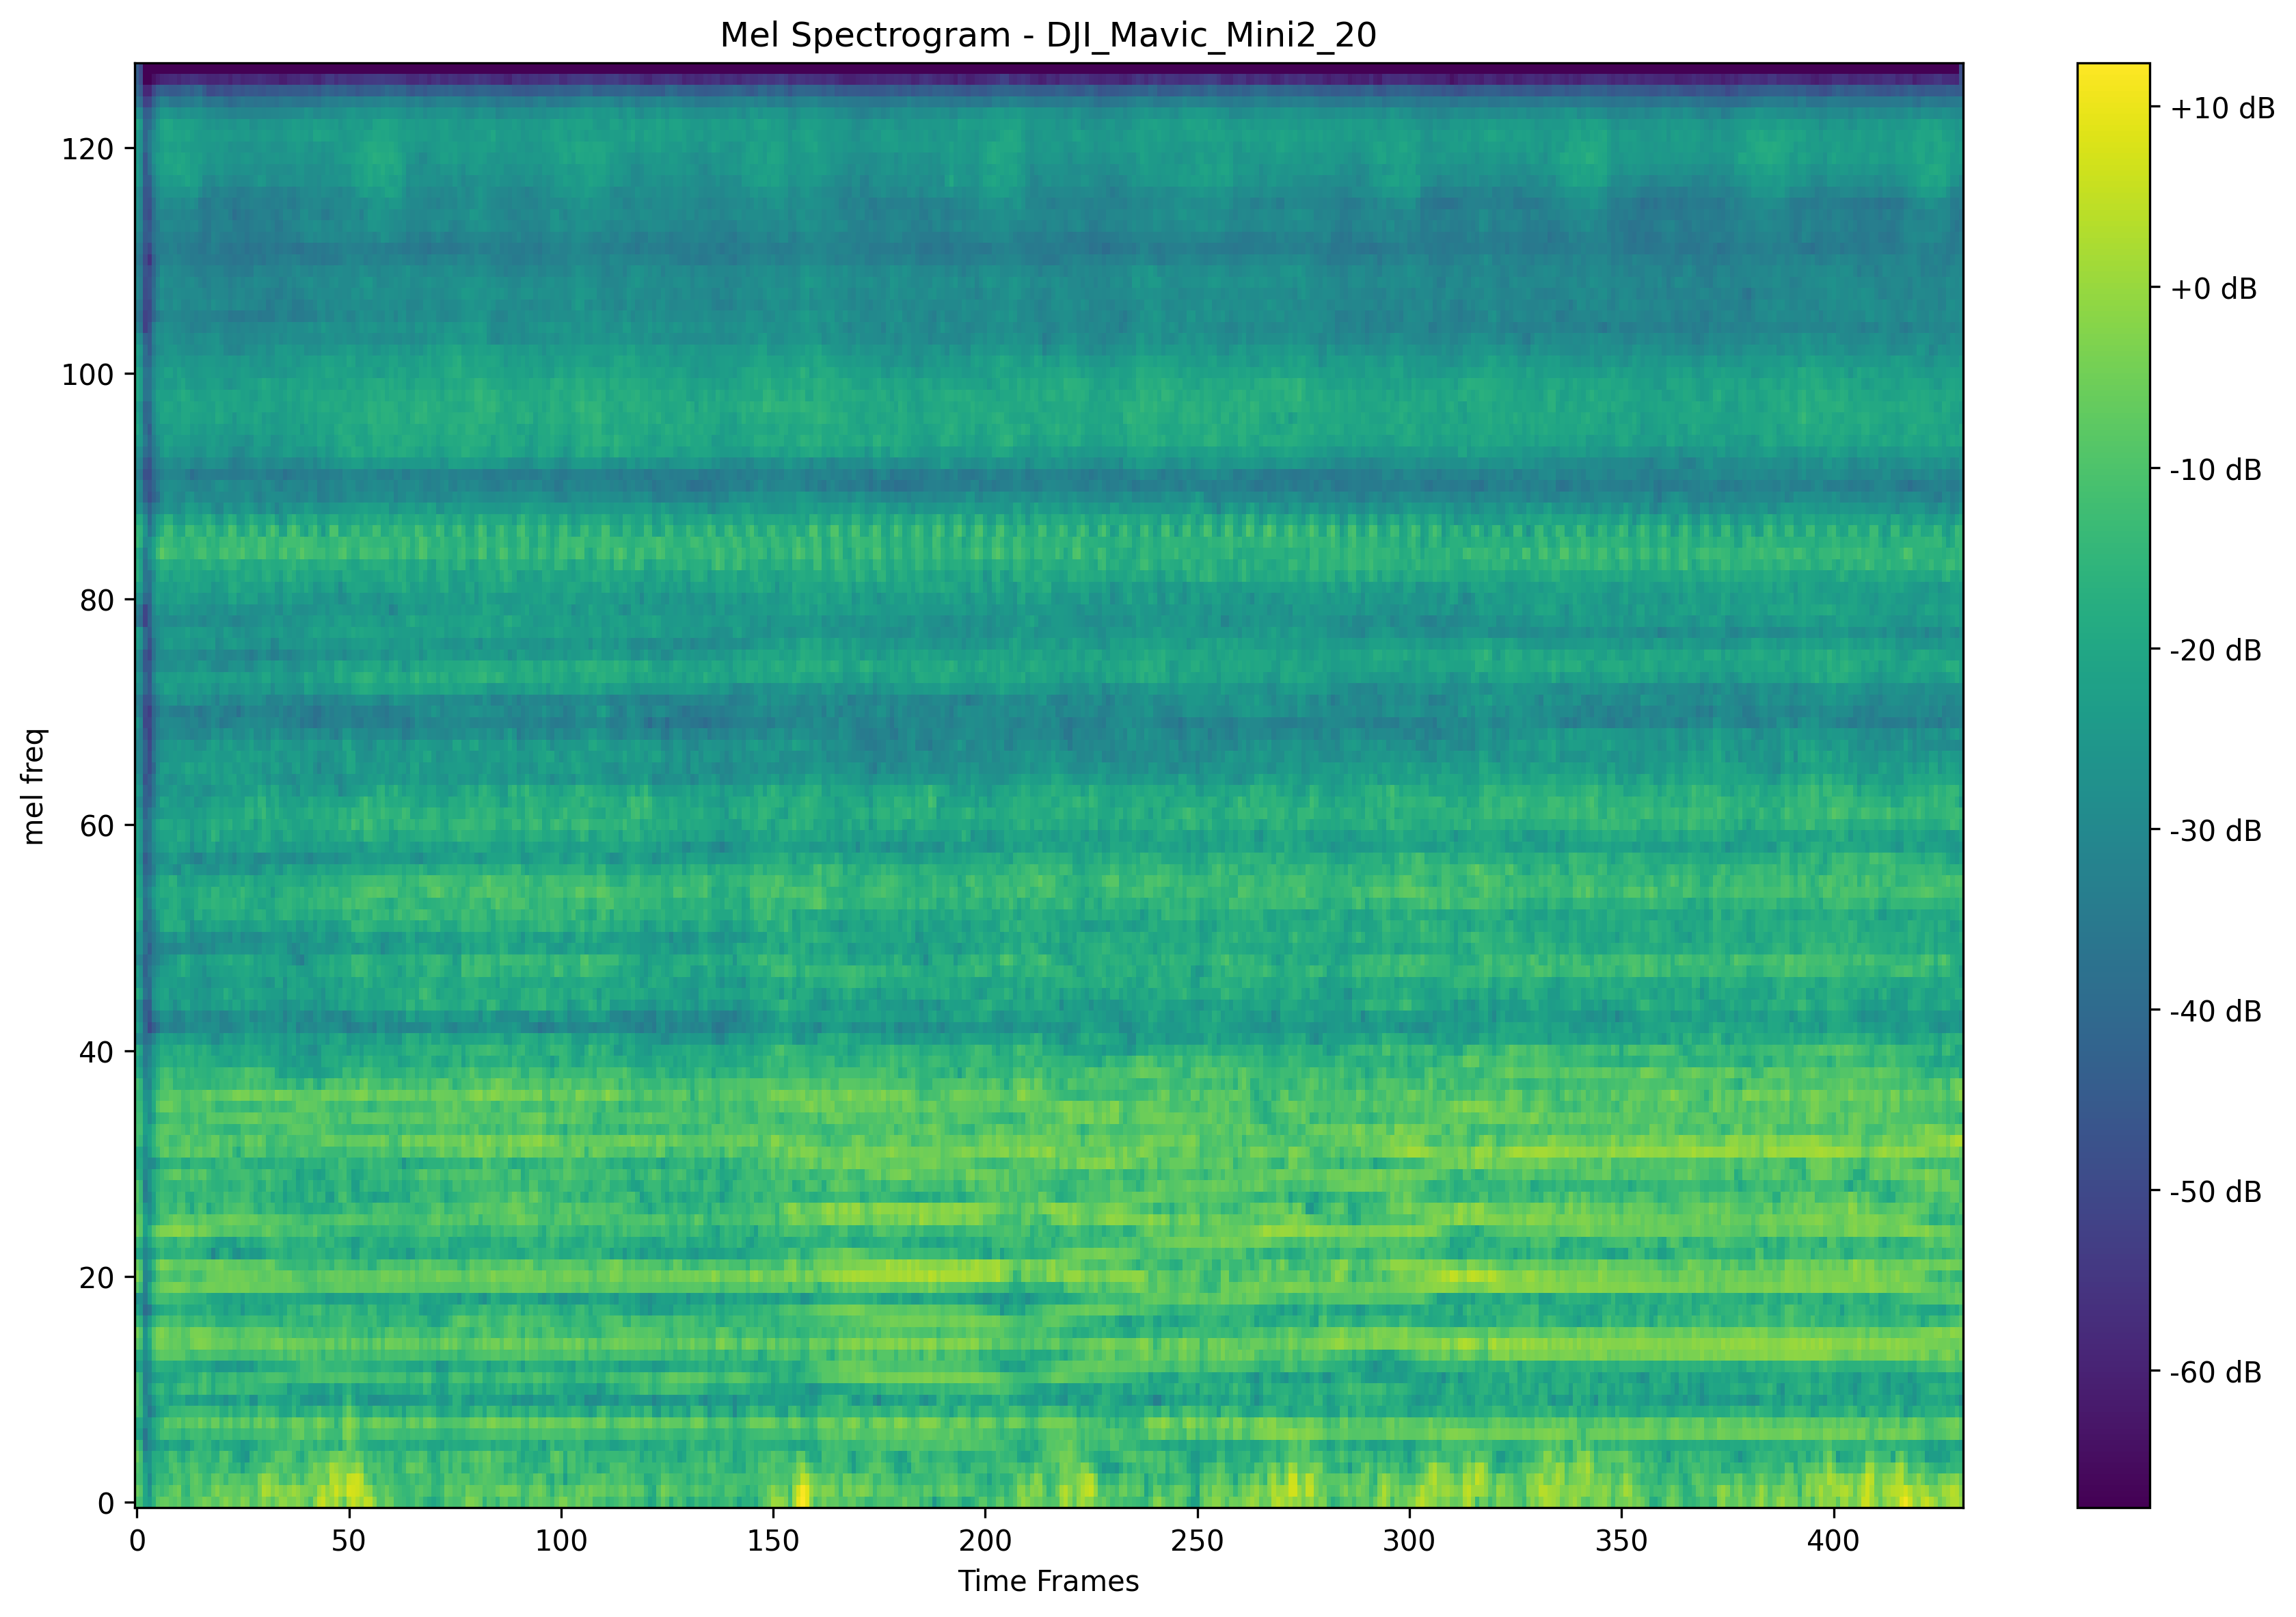 Mel Spectrogram - DJI_Mavic_Mini2_20
mel freq
120
100
80
60
40
20
0
0 50 100 150 200 250 300 350 400
Time Frames
+10 dB
+0 dB
-10 dB
-20 dB
-30 dB
-40 dB
-50 dB
-60 dB